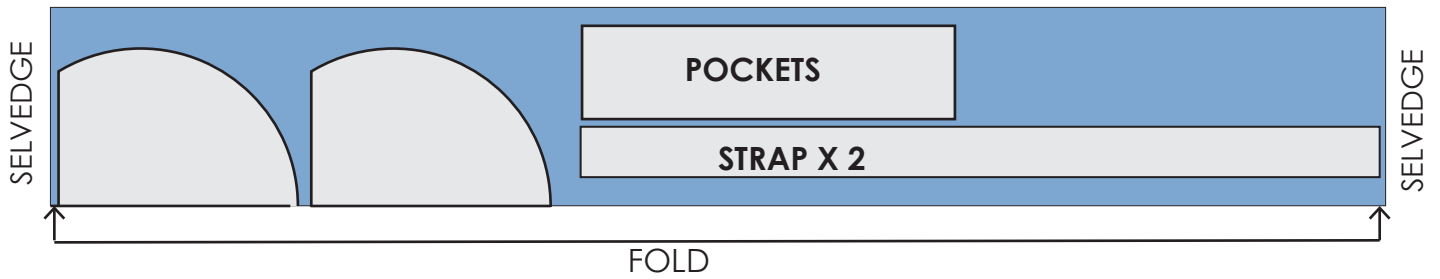 SELVEDGE
POCKETS
STRAP X 2
SELVEDGE
FOLD